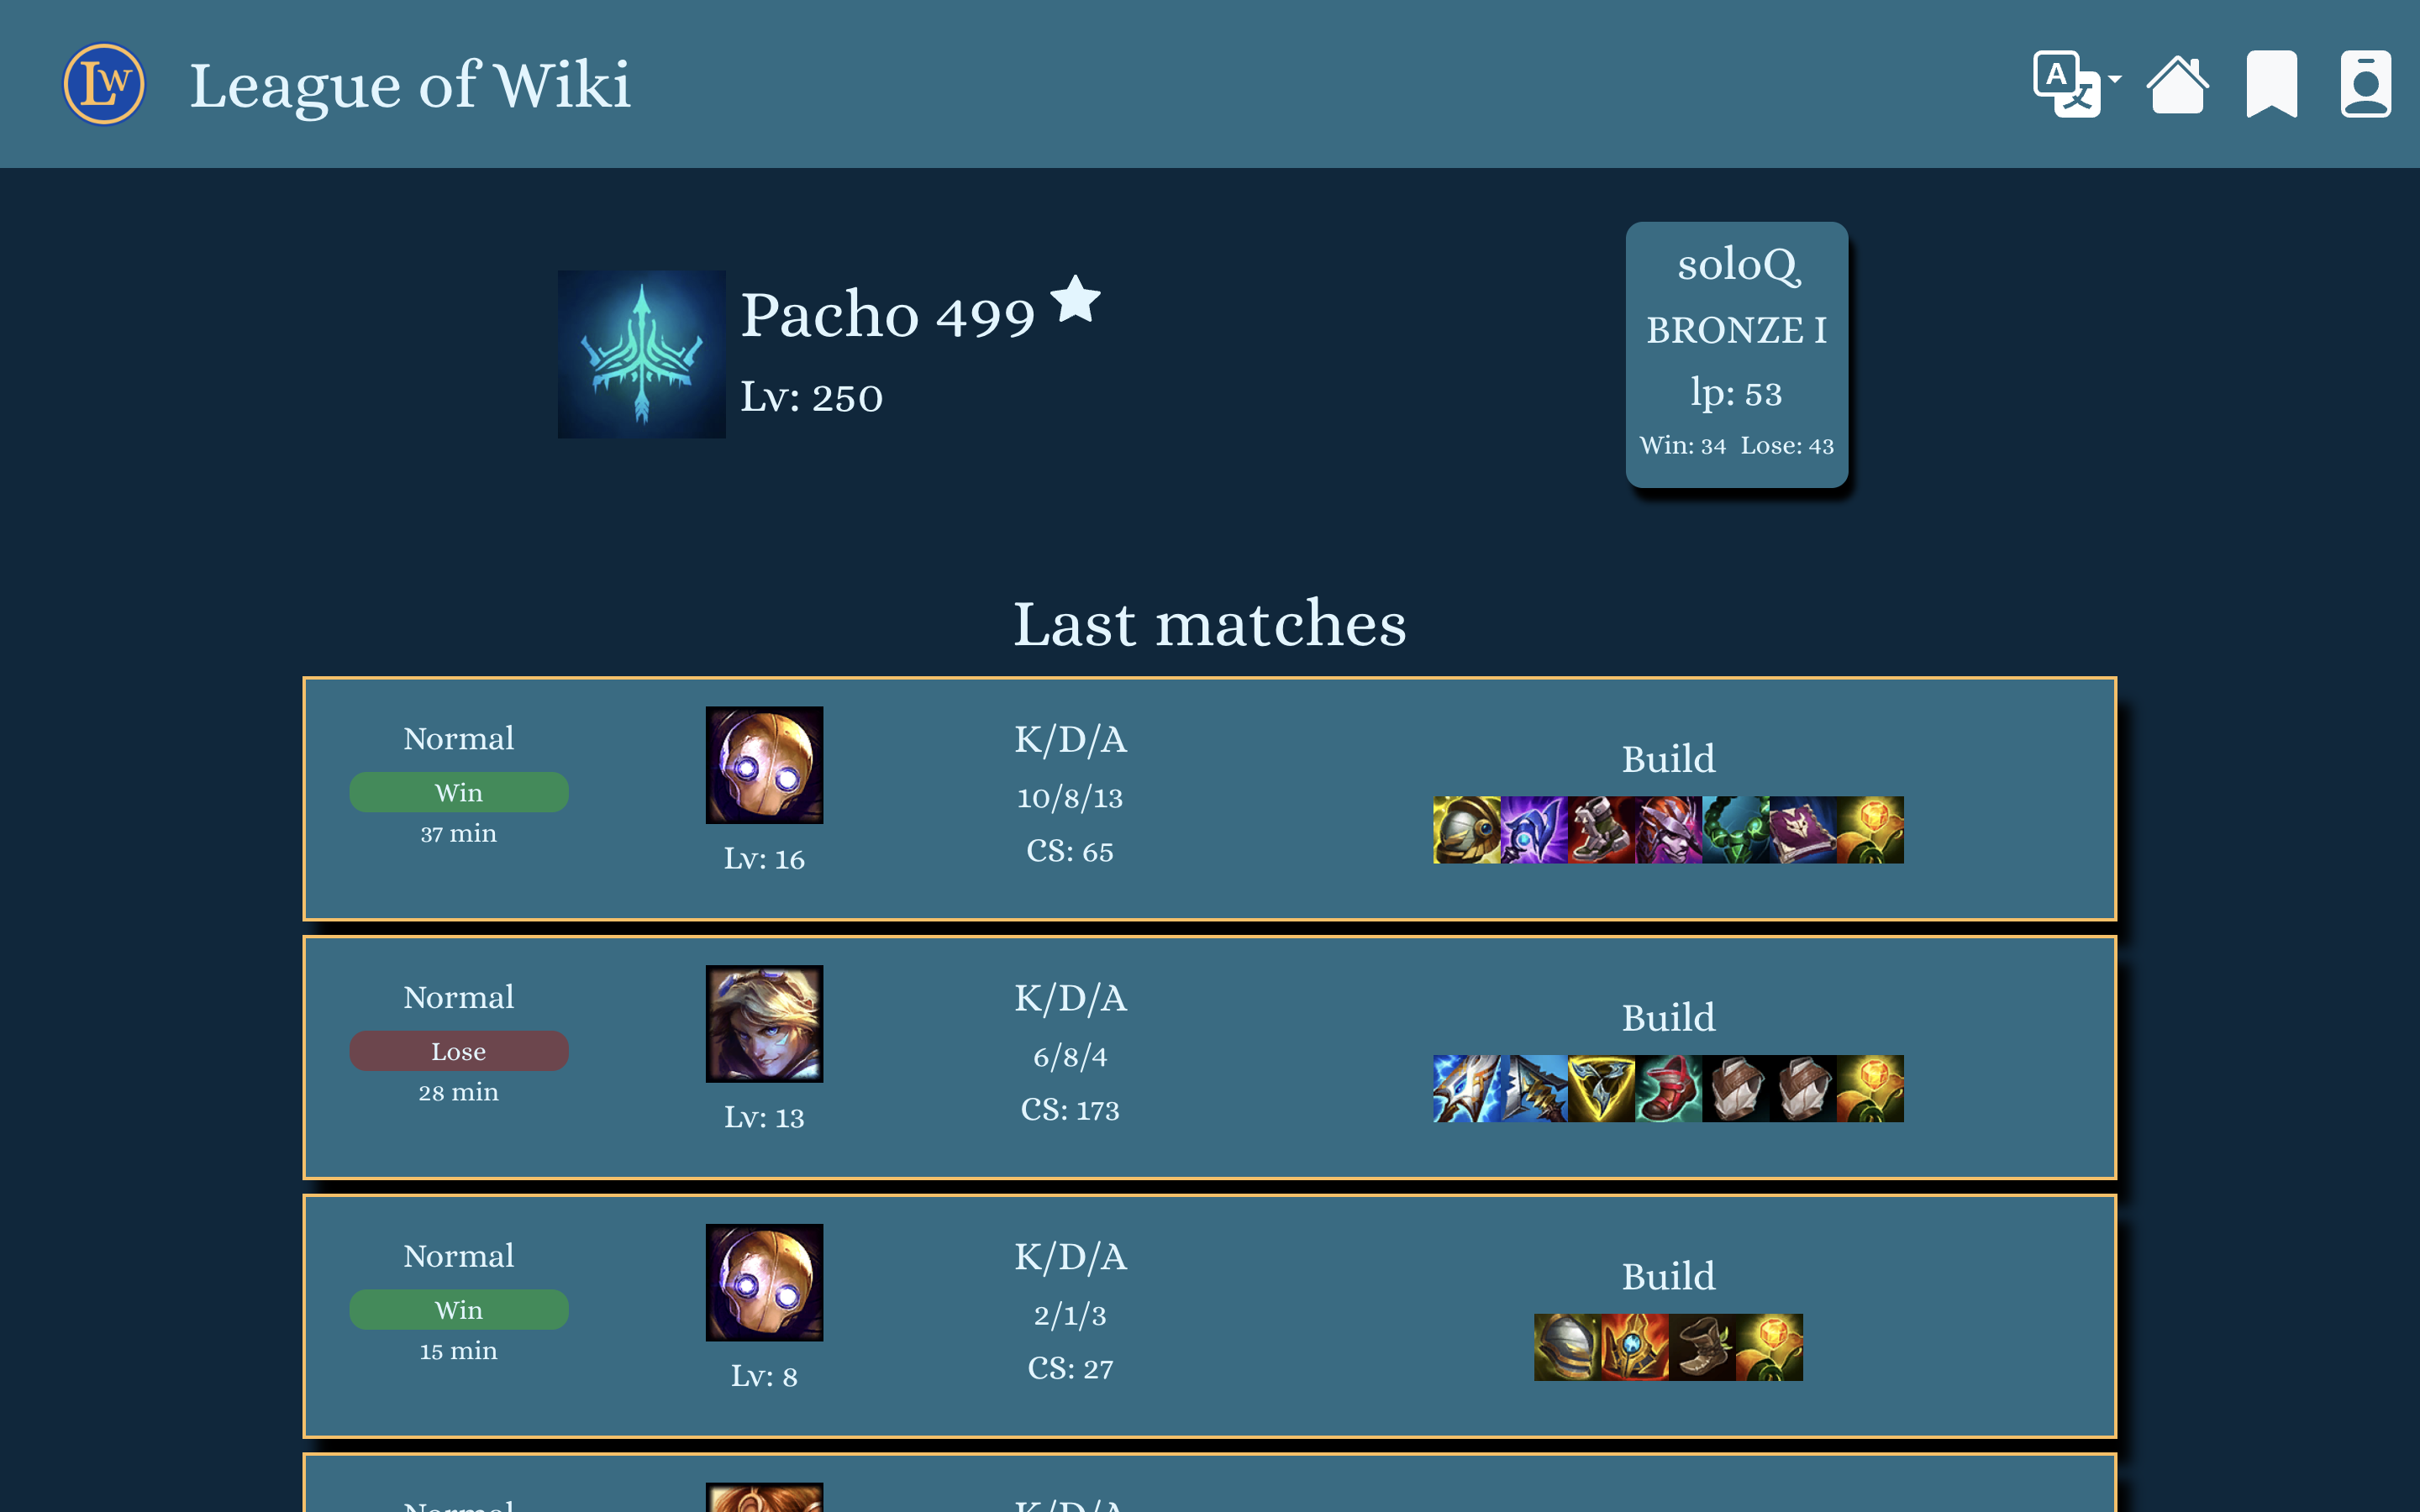 LW
League of Wiki
A 文
Pacho 499
Lv: 250
soloQ
BRONZE I
lp: 53
Win: 34 Lose: 43
Last matches
Normal
Win
37 min
Lv: 16
K/D/A
10/8/13
CS: 65
Build
Normal
Lose
28 min
Lv: 13
K/D/A
6/8/4
CS: 173
Build
Normal
Win
15 min
Lv: 8
K/D/A
2/1/3
CS: 27
Build
Normal
K/D/A